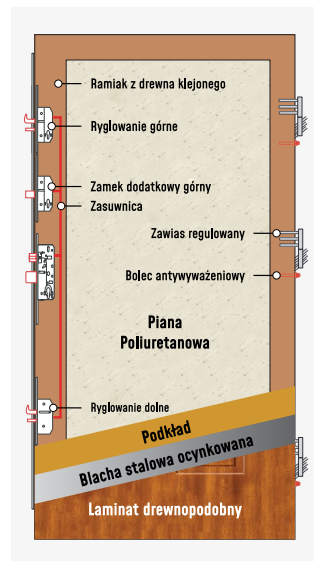 Ramiak z drewna klejonego
Ryglowanie górne
Zamek dodatkowy górny
Zasuwnica
Zawias regulowany
Bolec antywyważeniowy
Piana
Poliuretanowa
Ryglowanie dolne
Podkład
Blacha stalowa ocynkowana
Laminat drewnopodobny